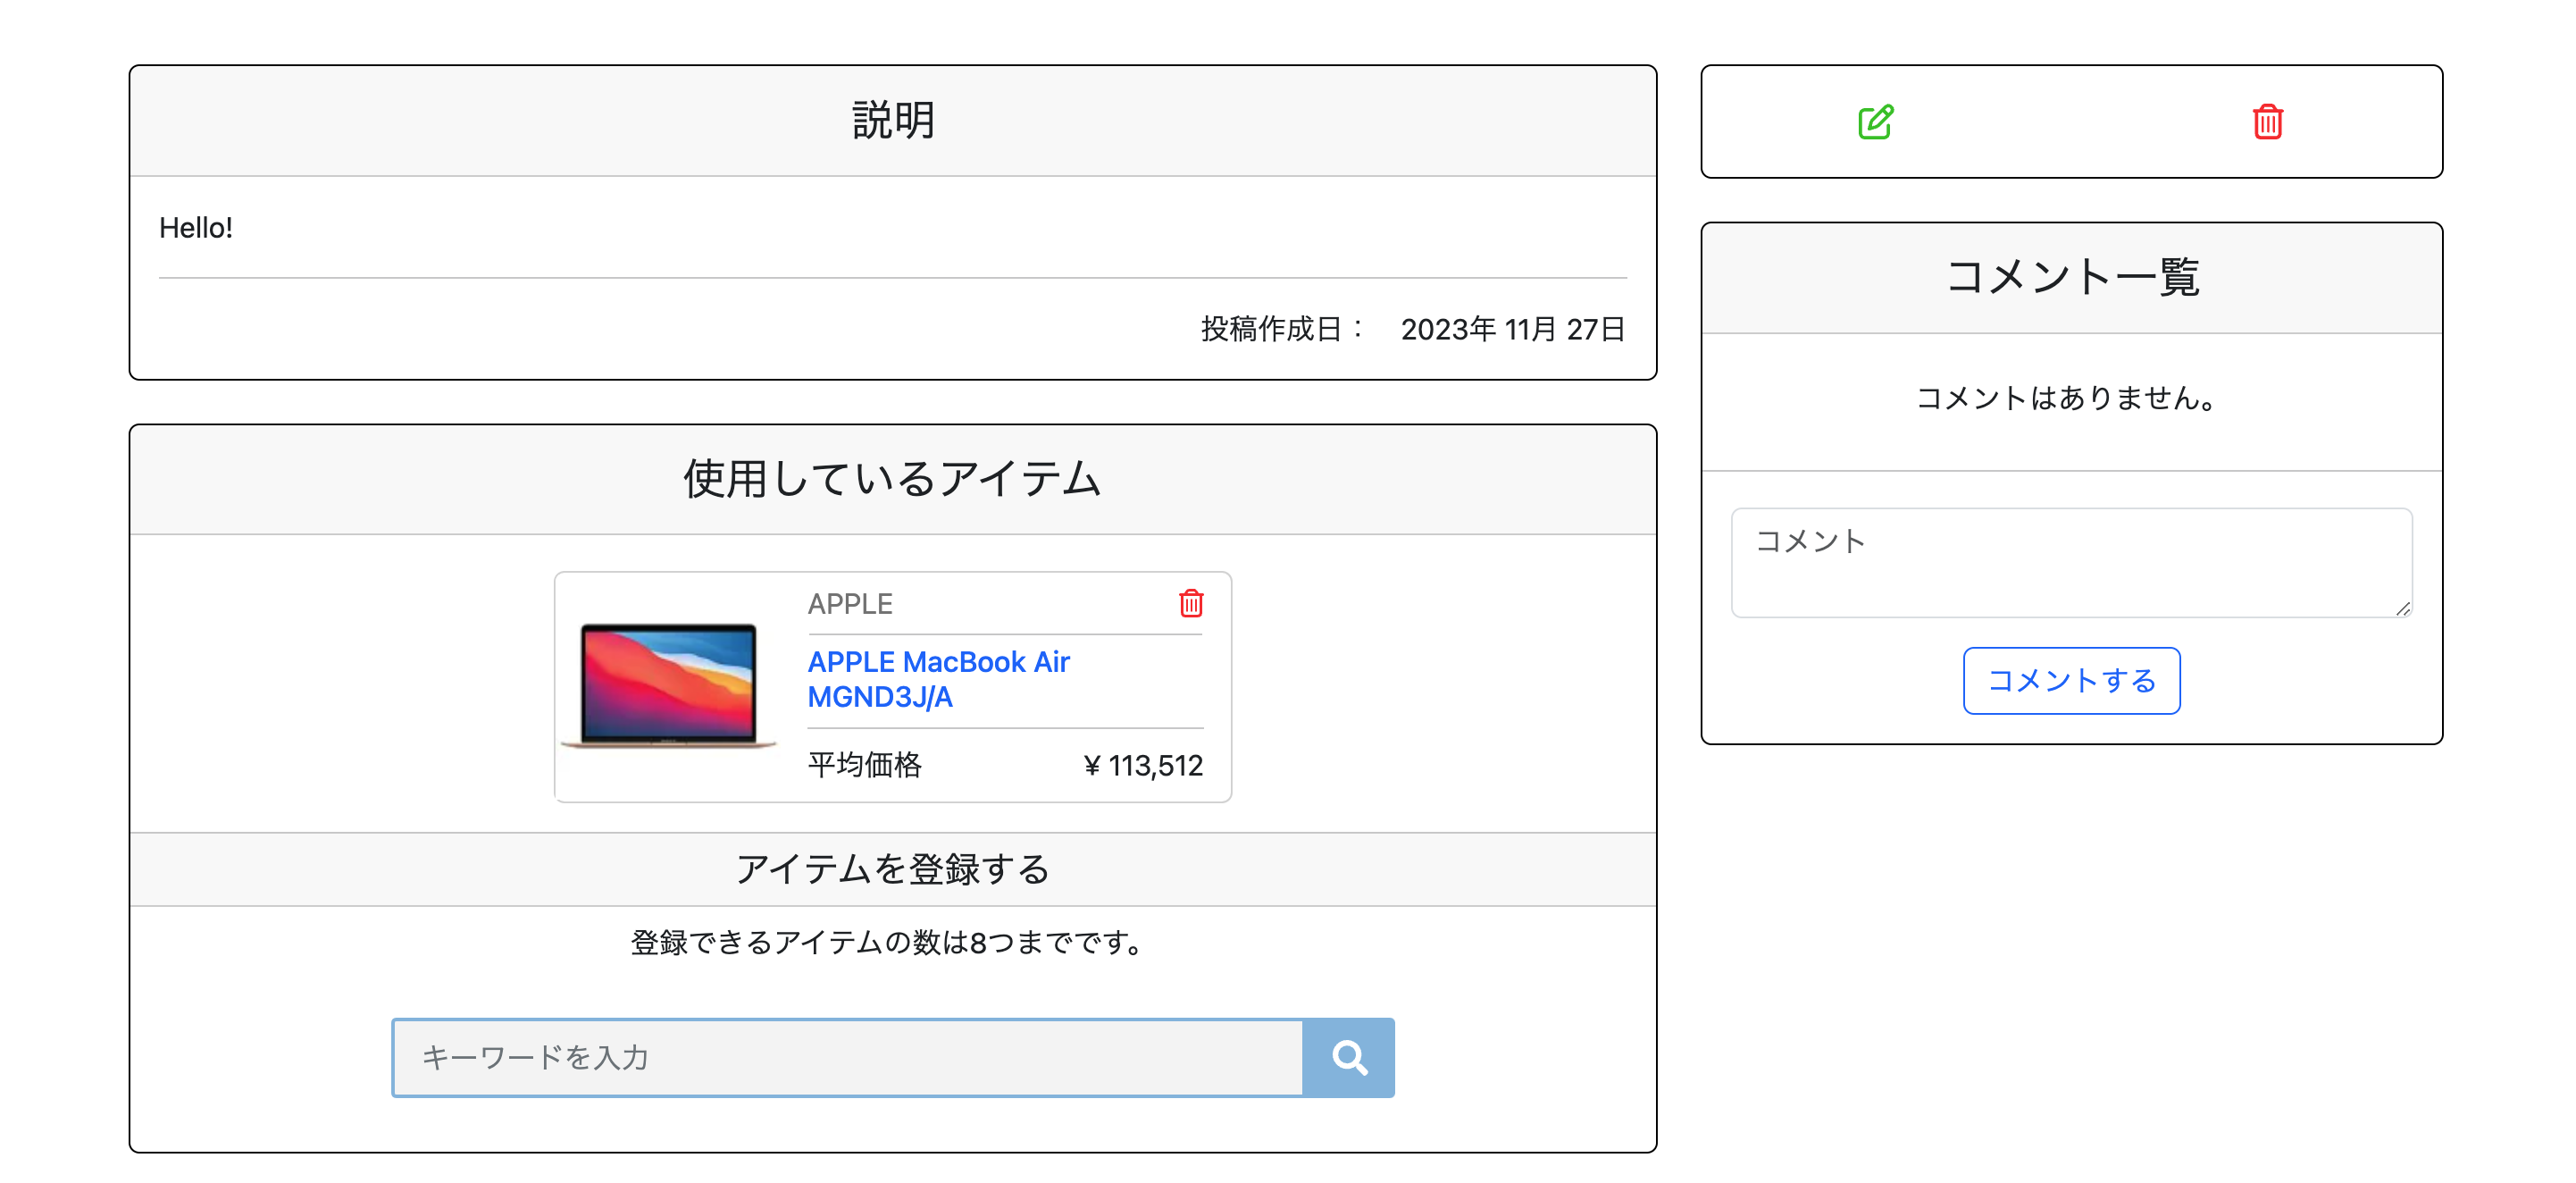 説明
Hello!
投稿作成日： 2023年 11月 27日
使用しているアイテム
APPLE
APPLE MacBook Air
MGND3J/A
平均価格 ¥ 113,512
アイテムを登録する
登録できるアイテムの数は8つまでです。
キーワードを入力
コメント一覧
コメントはありません。
コメント
コメントする